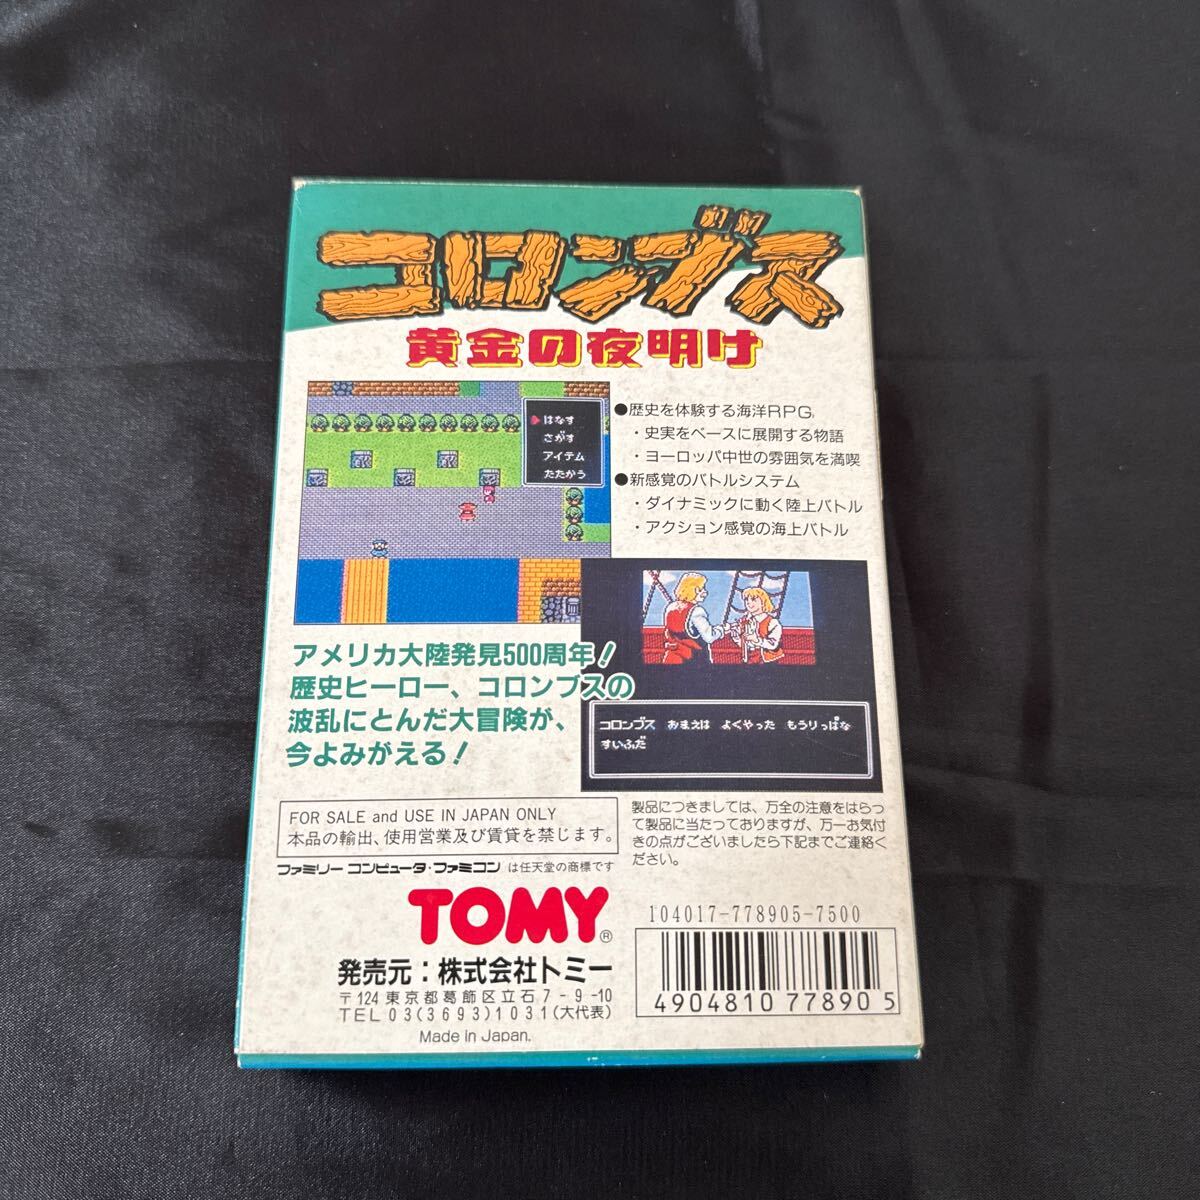 コロンブス
黄金の夜明け
はなす
さがす
アイテム
たたかう
●歴史を体験する海洋RPG
・史実をベースに展開する物語
・ヨーロッパ中世の雰囲気を満喫
●新感覚のバトルシステム
・ダイナミックに動く陸上バトル
・アクション感覚の海上バトル
アメリカ大陸発見500周年!
歴史ヒーロー、コロンブスの
波乱にとんだ大冒険が、
今よみがえる!
コロンブス おまえは よくやった もうりっぱな
すいふだ
FOR SALE and USE IN JAPAN ONLY
本品の輸出、使用営業及び賃貸を禁じます。
ファミリーコンピュータ・ファミコン は任天堂の商標です
製品につきましては、万全の注意をはらっ
て製品に当たっておりますが、万一お気付
きの点がございましたら下記までご連絡く
ださい。
TOMY®
発売元:株式会社トミー
〒124 東京都葛飾区立石7-9-10
TEL 03(3693)1031(大代表)
Made in Japan.
104017-778905-7500
4904810 77890 5